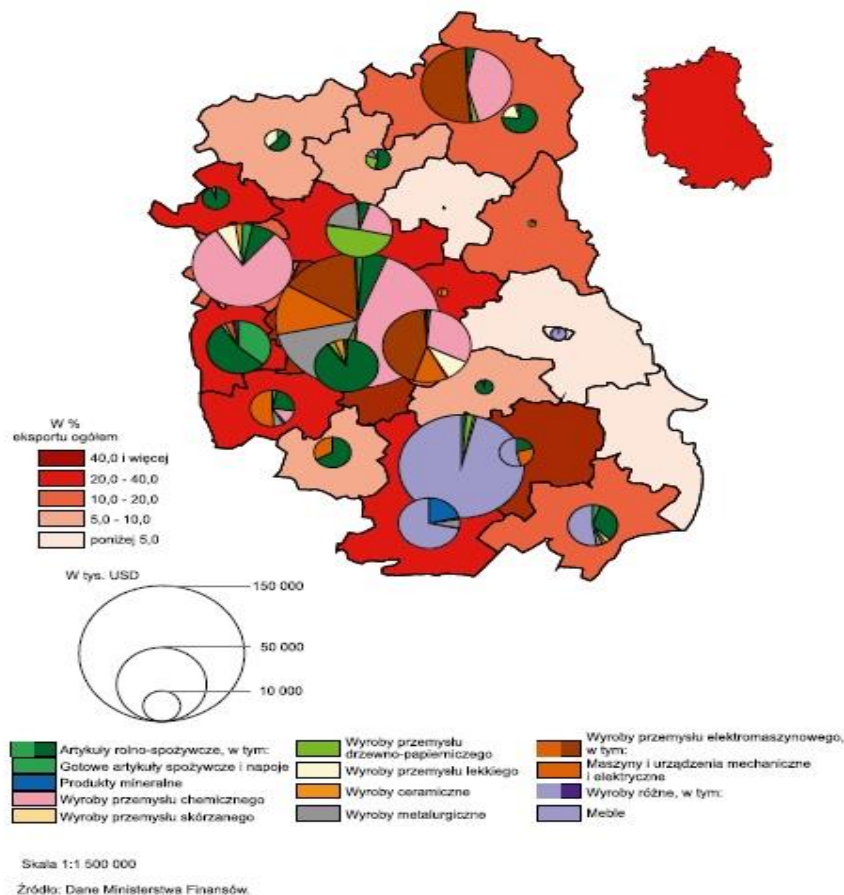 W %
eksportu ogółem
40,0 i więcej
20,0 - 40,0
10,0 - 20,0
5,0 - 10,0
poniżej 5,0
W tys. USD
150 000
50 000
10 000
Artykuły rolno-spożywcze, w tym:
Gotowe artykuły spożywcze i napoje
Produkty mineralne
Wyroby przemysłu chemicznego
Wyroby przemysłu skórzanego
Wyroby przemysłu
drzewno-papierniczego
Wyroby przemysłu lekkiego
Wyroby ceramiczne
Wyroby metalurgiczne
Wyroby przemysłu elektromaszynowego,
w tym:
Maszyny i urządzenia mechaniczne
i elektryczne
Wyroby różne, w tym:
Meble
Skala 1:1 500 000
Źródło: Dane Ministerstwa Finansów.